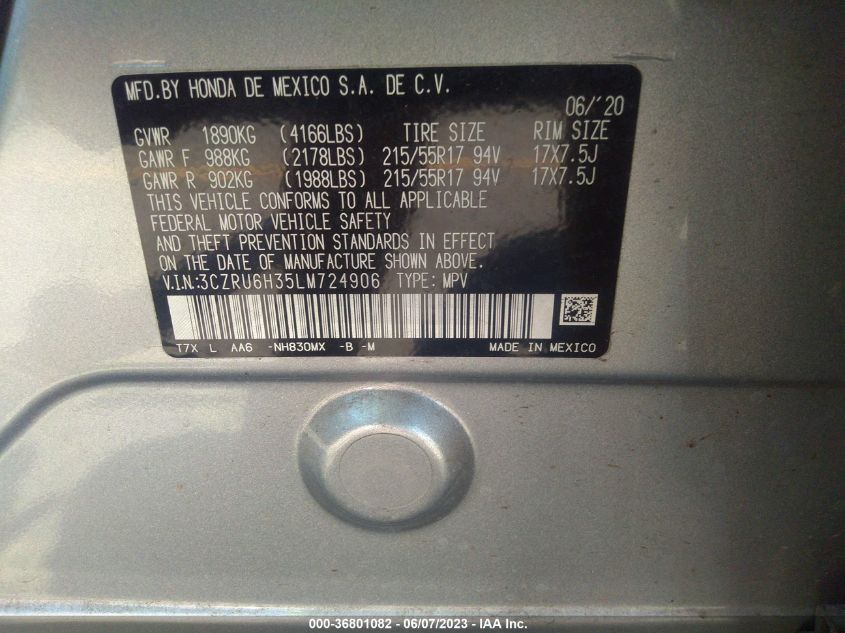 MFD.BY HONDA DE MEXICO S.A. DE C.V.
06/'20
GVWR 1890KG (4166LBS) TIRE SIZE RIM SIZE
GAWR F 988KG (2178LBS) 215/55R17 94V 17X7.5J
GAWR R 902KG (1988LBS) 215/55R17 94V 17X7.5J
THIS VEHICLE CONFORMS TO ALL APPLICABLE
FEDERAL MOTOR VEHICLE SAFETY
AND THEFT PREVENTION STANDARDS IN EFFECT
ON THE DATE OF MANUFACTURE SHOWN ABOVE.
V.I.N.:3CZRU6H35LM724906 TYPE: MPV
T7X L AA6 -NH830MX -B -M MADE IN MEXICO
000-36801082 - 06/07/2023 - IAA Inc.